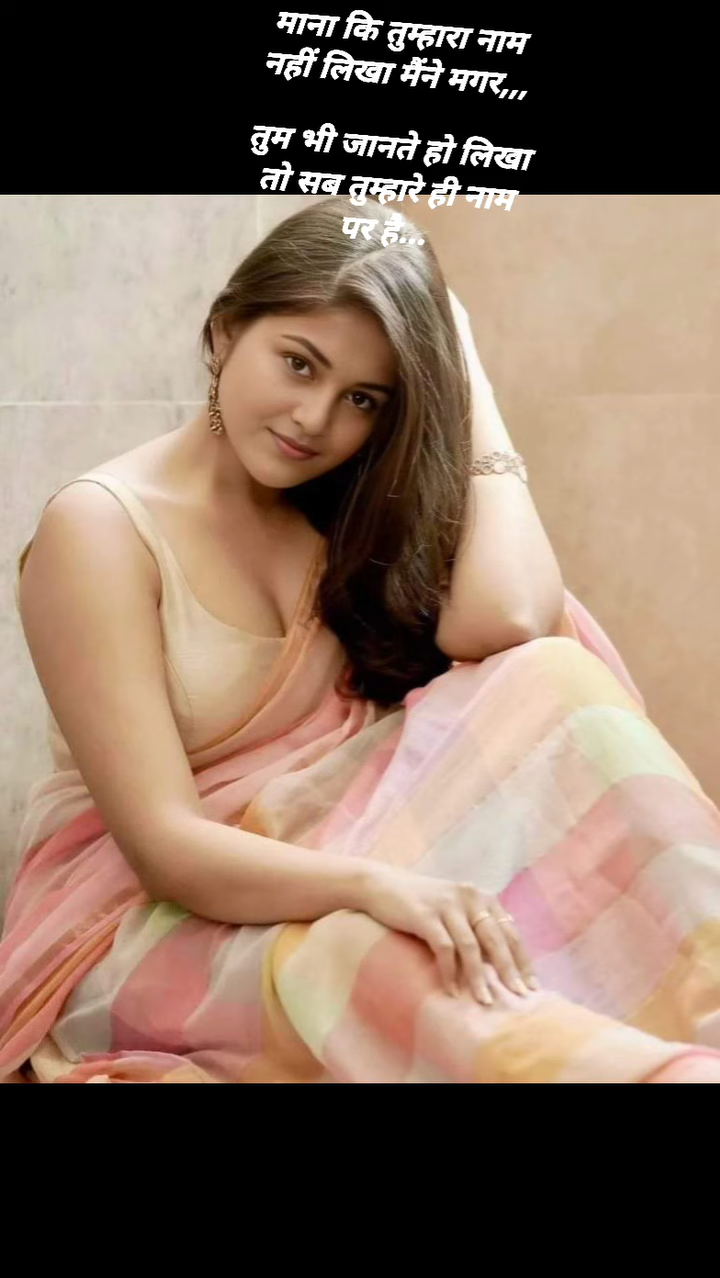 माना कि तुम्हारा नाम
नहीं लिखा मैंने मगर,,,
तुम भी जानते हो लिखा
तो सब तुम्हारे ही नाम
पर है...